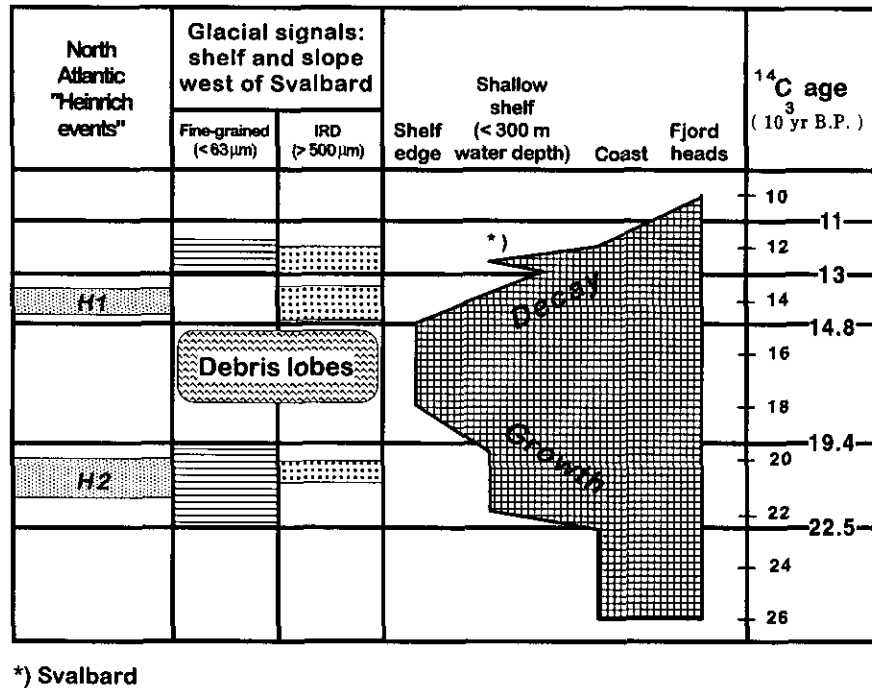 North
Atlantic
"Heinrich
events"
Glacial signals:
shelf and slope
west of Svalbard
Fine-grained
(<63µm)
IRD
(>500µm)
Shelf
edge
Shallow
shelf
(<300 m
water depth)
Coast
Fjord
heads
14C age
(10³ yr B.P.)
10
11
*)
12
13
H1
Decay
14
14.8
Debris lobes
16
18
Growth
19.4
20
H2
22
22.5
24
26
*) Svalbard